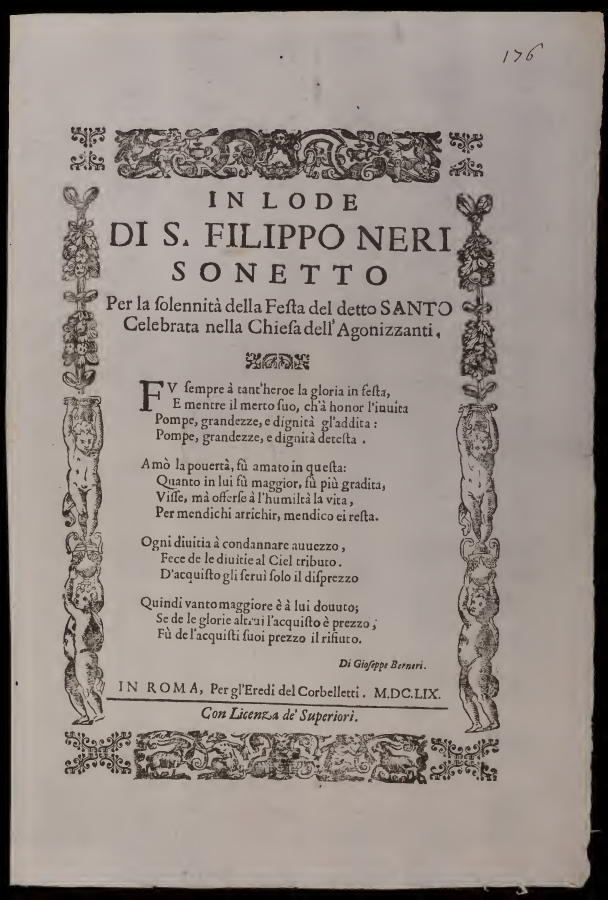 176
IN LODE
DI S. FILIPPO NERI
SONETTO
Per la ſolennità della Feſta del detto SANTO
Celebrata nella Chieſa dell'Agonizzanti.
FV ſempre à tant'heroe la gloria in feſta,
E mentre il merto ſuo, ch'à honor l'inuita
Pompe, grandezze, e dignità gl'addita:
Pompe, grandezze, e dignità deteſta.
Amò la pouertà, fù amato in queſta:
Quanto in lui fù maggior, fù più gradita,
Viſſe, mà offerſe à l'humiltà la vita,
Per mendichi arrichir, mendico ei reſta.
Ogni diuitia à condannare auuezzo,
Fece de le diuitie al Ciel tributo.
D'acquiſto gli ſeruì ſolo il diſprezzo
Quindi vanto maggiore è à lui douuto;
Se de le glorie altrui l'acquiſto è prezzo,
Fù de l'acquiſti ſuoi prezzo il rifiuto.
Di Gioſeppe Berneri.
IN ROMA, Per gl'Eredi del Corbelletti. M.DC.LIX.
Con Licenza de' Superiori.